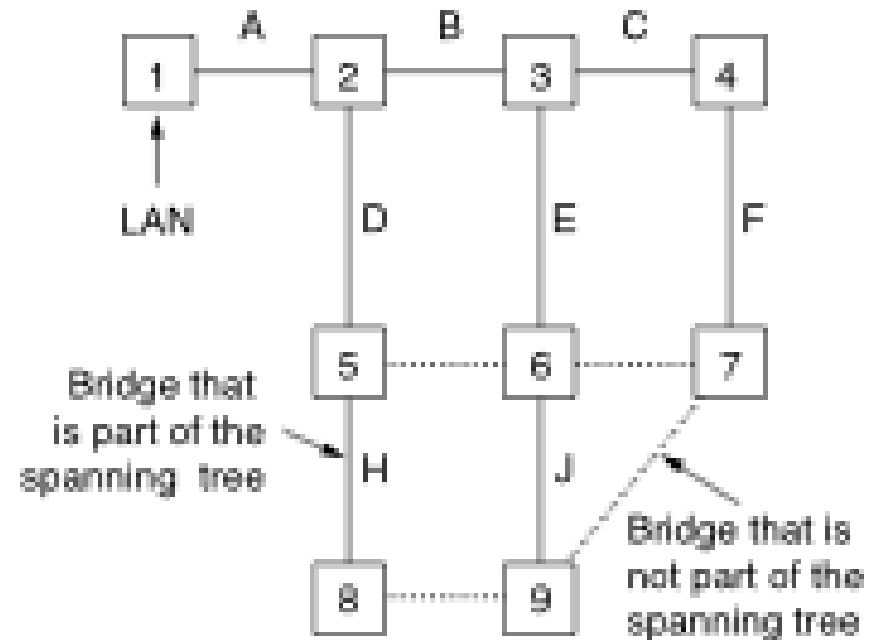 A B C
1 2 3 4
LAN
D E F
5 6 7
Bridge that
is part of the
spanning tree
H J
Bridge that is
not part of the
spanning tree
8 9